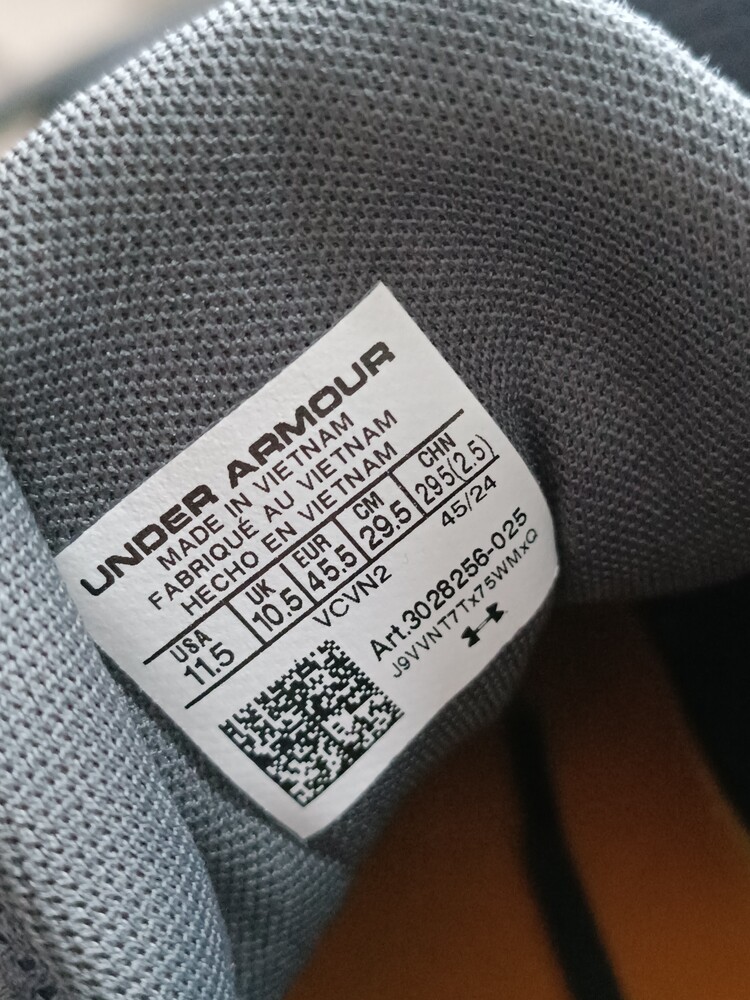 UNDER ARMOUR
MADE IN VIETNAM
FABRIQUÉ AU VIETNAM
HECHO EN VIETNAM
USA UK EUR CM CHN
11.5 10.5 45.5 29.5 295(2.5)
VCVN2 45/24
Art.3028256-025
J9VVNT7Tx75WMxQ